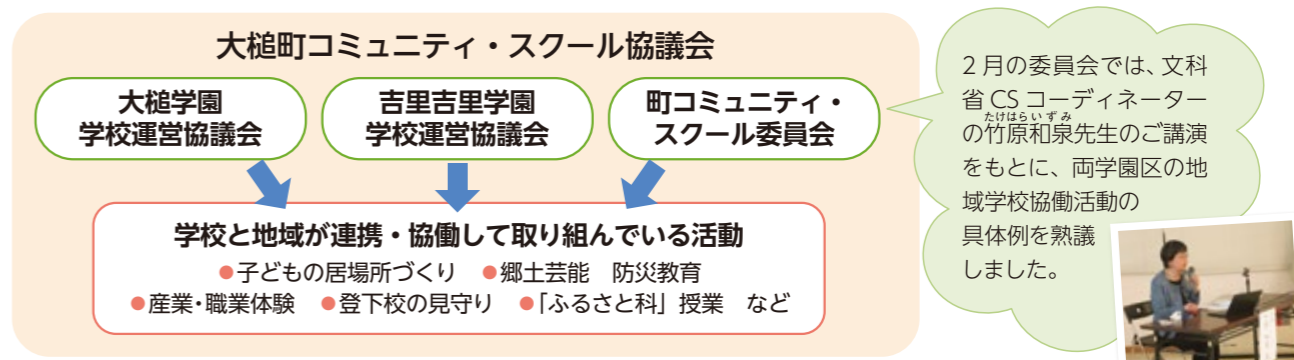 大槌町コミュニティ・スクール協議会
大槌学園
学校運営協議会
吉里吉里学園
学校運営協議会
町コミュニティ・
スクール委員会
学校と地域が連携・協働して取り組んでいる活動
●子どもの居場所づくり ●郷土芸能 防災教育
●産業・職業体験 ●登下校の見守り ●「ふるさと科」授業 など
2月の委員会では、文科
省CSコーディネーター
たけはらいずみ
の竹原和泉先生のご講演
をもとに、両学園区の地
域学校協働活動の
具体例を熟議
しました。